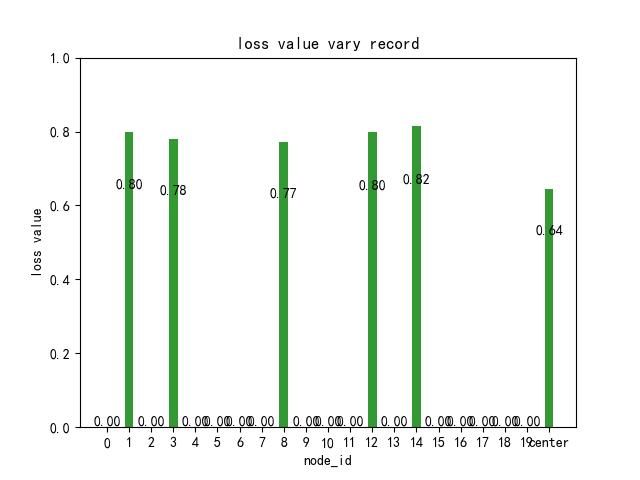 loss value vary record
1.0
0.8
0.6
0.4
0.2
0.0
loss value
0.00 0.80 0.00 0.78 0.00 0.00 0.00 0.00 0.77 0.00 0.00 0.00 0.80 0.00 0.82 0.00 0.00 0.00 0.00 0.00 0.64
0 1 2 3 4 5 6 7 8 9 10 11 12 13 14 15 16 17 18 19 center
node_id